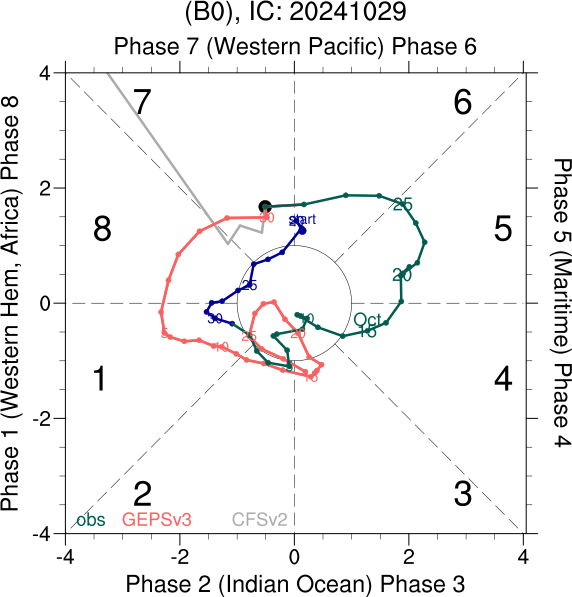 (B0), IC: 20241029
Phase 7 (Western Pacific) Phase 6
Phase 1 (Western Hem, Africa) Phase 8
Phase 5 (Maritime) Phase 4
4
2
0
-2
-4
7
6
8
5
1
4
2
3
25
30
start
20
25
20
30
Oct
15
5
10
25
20
obs
GEPSv3
CFSv2
-4
-2
0
2
4
Phase 2 (Indian Ocean) Phase 3